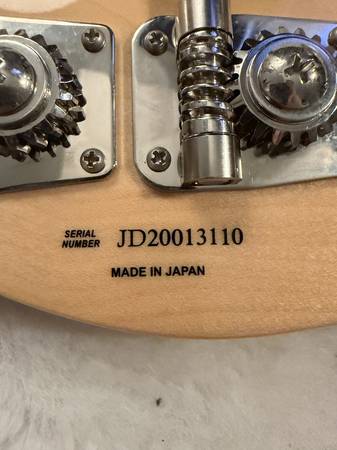 SERIAL
NUMBER JD20013110
MADE IN JAPAN